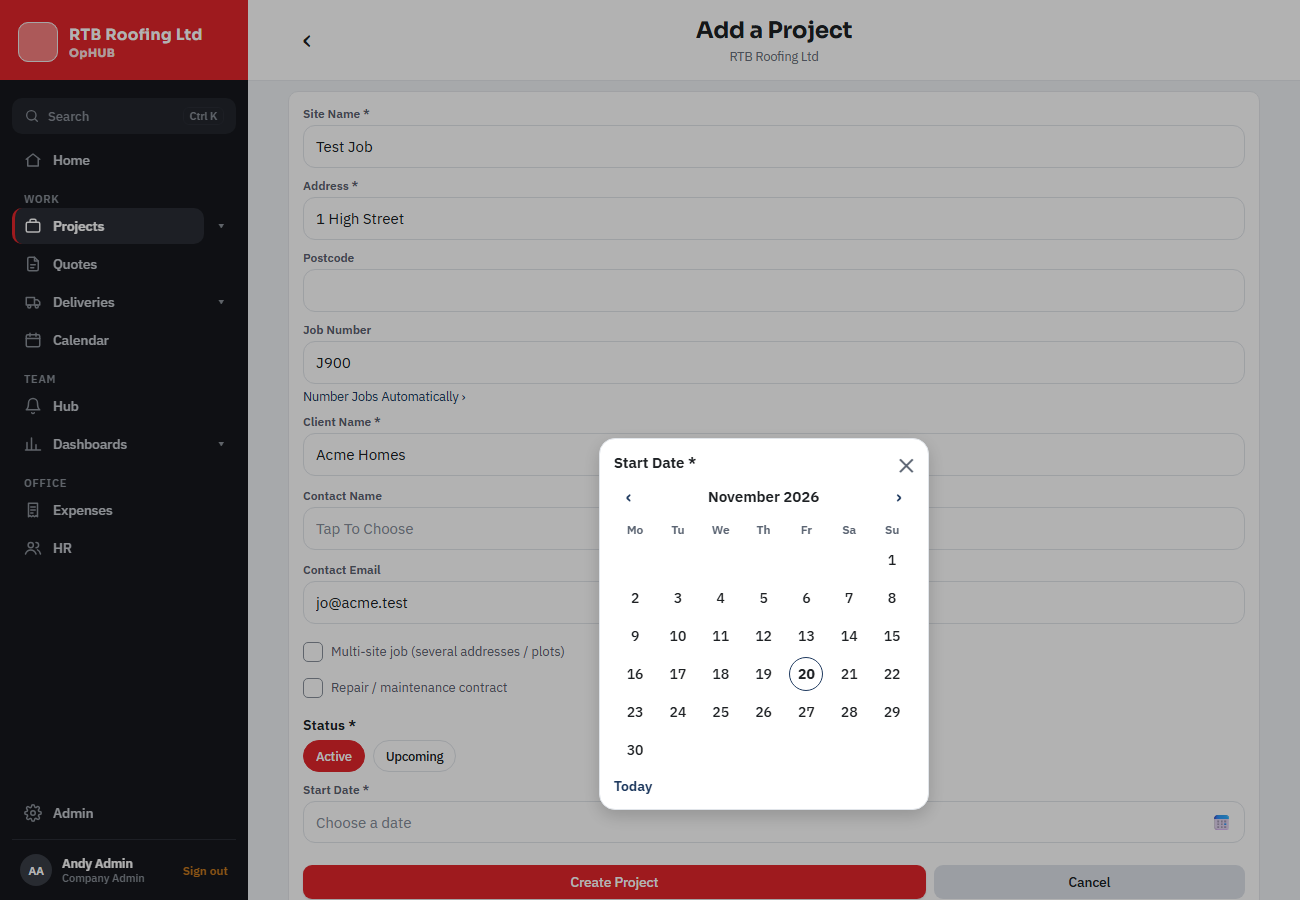 RTB Roofing Ltd
OpHUB
Search Ctrl K
Home
WORK
Projects
Quotes
Deliveries
Calendar
TEAM
Hub
Dashboards
OFFICE
Expenses
HR
Admin
AA
Andy Admin
Company Admin
Sign out
Add a Project
RTB Roofing Ltd
Site Name *
Test Job
Address *
1 High Street
Postcode
Job Number
J900
Number Jobs Automatically ›
Client Name *
Acme Homes
Contact Name
Tap To Choose
Contact Email
jo@acme.test
Multi-site job (several addresses / plots)
Repair / maintenance contract
Status *
Active Upcoming
Start Date *
Choose a date
Create Project Cancel
Start Date *
‹ November 2026 ›
Mo Tu We Th Fr Sa Su
1
2 3 4 5 6 7 8
9 10 11 12 13 14 15
16 17 18 19 20 21 22
23 24 25 26 27 28 29
30
Today